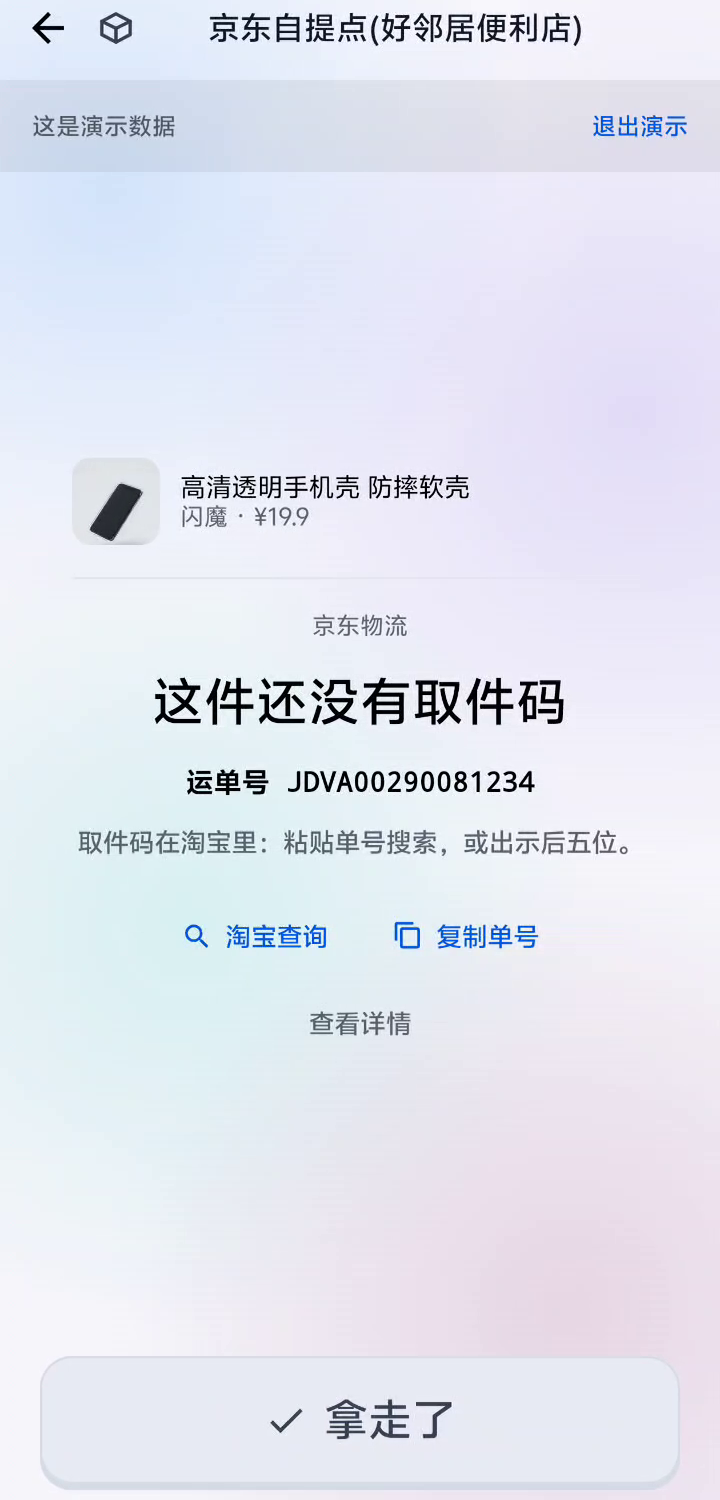 京东自提点(好邻居便利店)
这是演示数据 退出演示
高清透明手机壳 防摔软壳
闪魔 · ¥19.9
京东物流
这件还没有取件码
运单号 JDVA00290081234
取件码在淘宝里：粘贴单号搜索，或出示后五位。
淘宝查询 复制单号
查看详情
拿走了